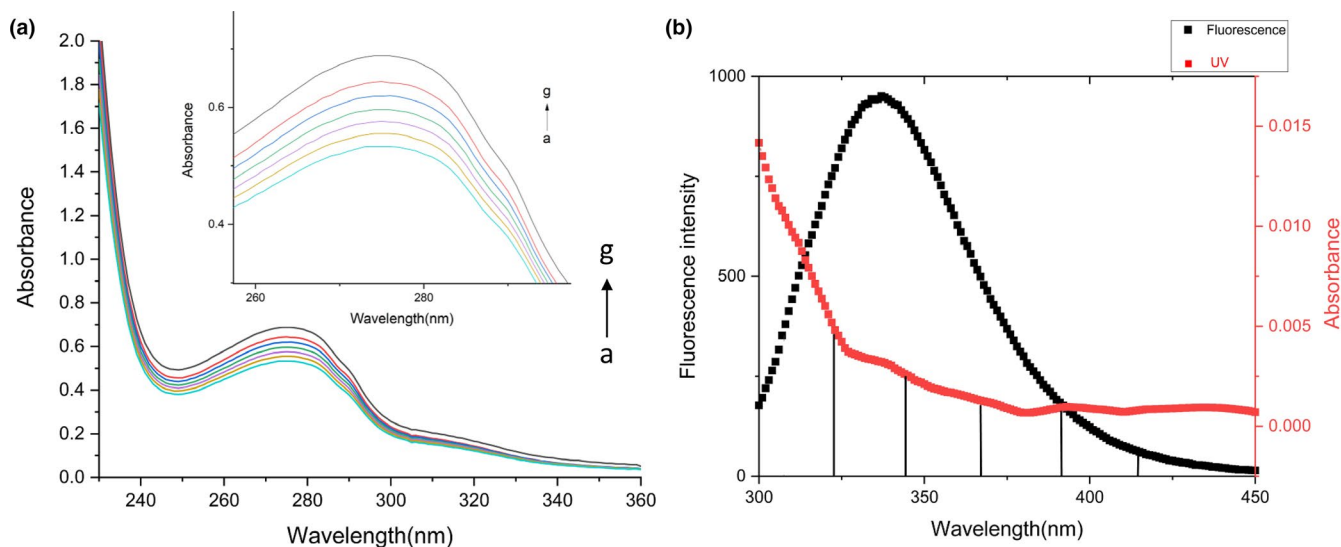 (a)
Absorbance
2.0
1.8
1.6
1.4
1.2
1.0
0.8
0.6
0.4
0.2
0.0
240
260
280
300
320
340
360
Wavelength(nm)
Absorbance
0.6
0.4
260
280
Wavelength(nm)
g
a
g
a
(b)
Fluorescence
UV
Fluorescence intensity
1000
500
0
300
350
400
450
Wavelength(nm)
0.015
0.010
0.005
0.000
Absorbance